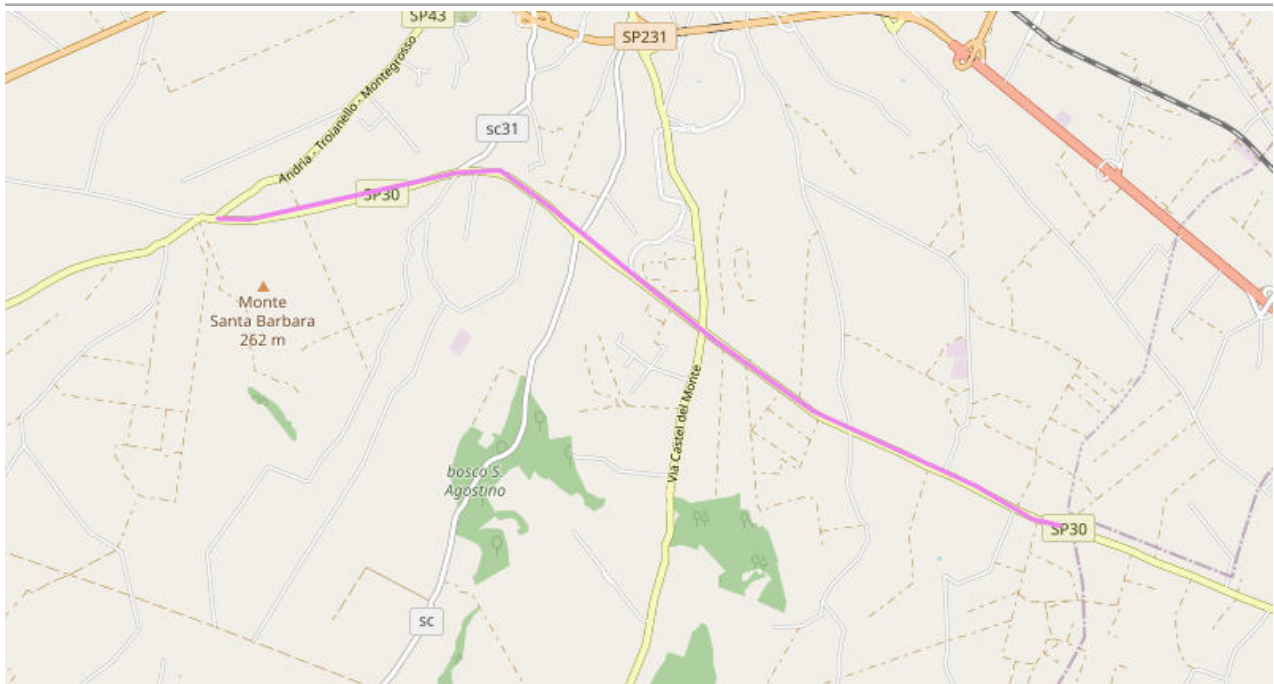 SP43
SP231
Andria - Troianello - Montegrosso
sc31
SP30
Monte
Santa Barbara
262 m
Via Castel del Monte
bosco S.
Agostino
SP30
sc